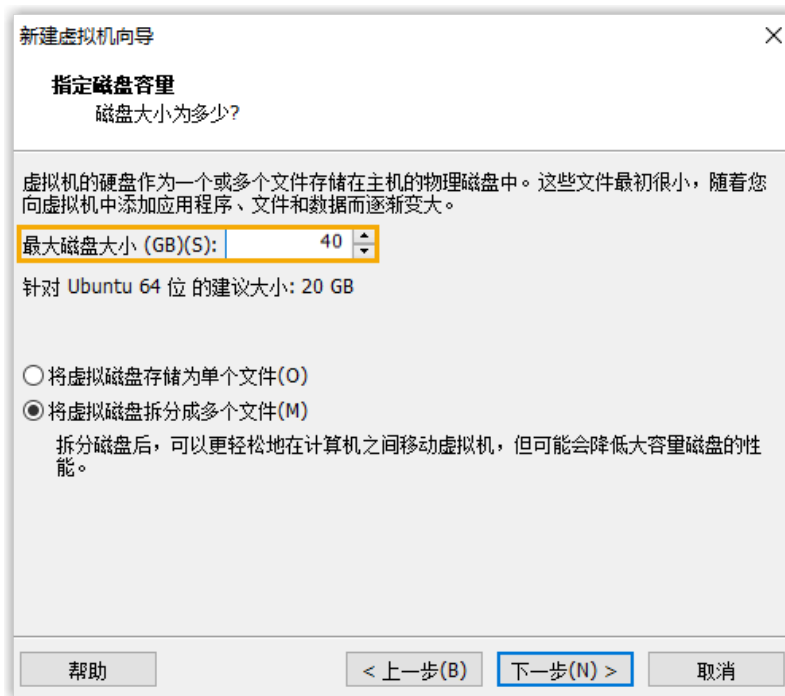 新建虚拟机向导
指定磁盘容量
磁盘大小为多少?
虚拟机的硬盘作为一个或多个文件存储在主机的物理磁盘中。这些文件最初很小，随着您
向虚拟机中添加应用程序、文件和数据而逐渐变大。
最大磁盘大小 (GB)(S): 40
针对 Ubuntu 64 位 的建议大小: 20 GB
将虚拟磁盘存储为单个文件(O)
将虚拟磁盘拆分成多个文件(M)
拆分磁盘后，可以更轻松地在计算机之间移动虚拟机，但可能会降低大容量磁盘的性
能。
帮助 < 上一步(B) 下一步(N) > 取消